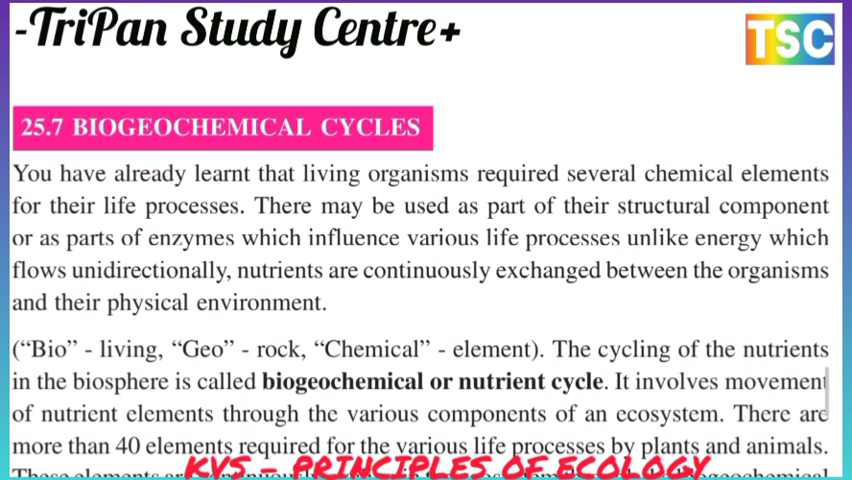 -TriPan Study Centre+
TSC
25.7 BIOGEOCHEMICAL CYCLES
You have already learnt that living organisms required several chemical elements
for their life processes. There may be used as part of their structural component
or as parts of enzymes which influence various life processes unlike energy which
flows unidirectionally, nutrients are continuously exchanged between the organisms
and their physical environment.
(“Bio” - living, “Geo” - rock, “Chemical” - element). The cycling of the nutrients
in the biosphere is called biogeochemical or nutrient cycle. It involves movement
of nutrient elements through the various components of an ecosystem. There are
more than 40 elements required for the various life processes by plants and animals.
These elements
KVS - PRINCIPLES OF ECOLOGY